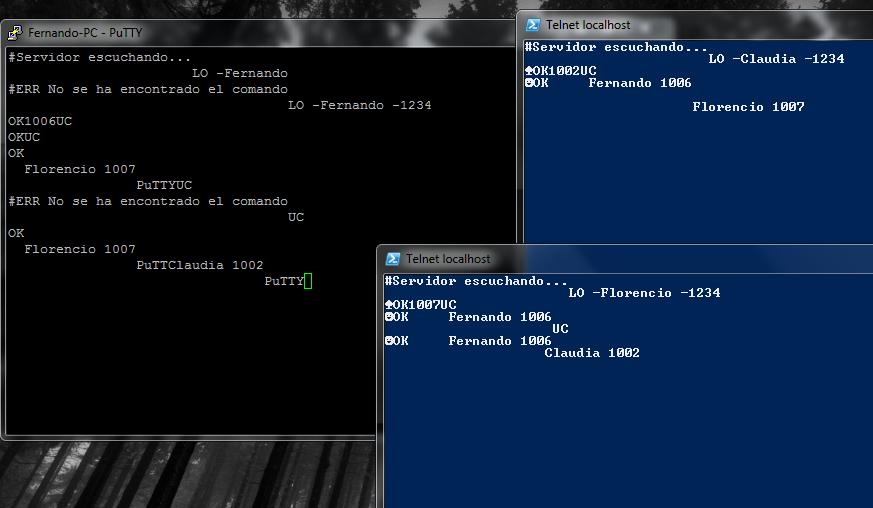 Fernando-PC - PuTTY
#Servidor escuchando...
LO -Fernando
#ERR No se ha encontrado el comando
LO -Fernando -1234
OK1006UC
OKUC
OK
Florencio 1007
PuTTYUC
#ERR No se ha encontrado el comando
UC
OK
Florencio 1007
PuTTClaudia 1002
PuTTY
Telnet localhost
#Servidor escuchando...
LO -Claudia -1234
♠OK1002UC
☻OK Fernando 1006
Florencio 1007
Telnet localhost
#Servidor escuchando...
LO -Florencio -1234
♠OK1007UC
☻OK Fernando 1006
UC
☻OK Fernando 1006
Claudia 1002